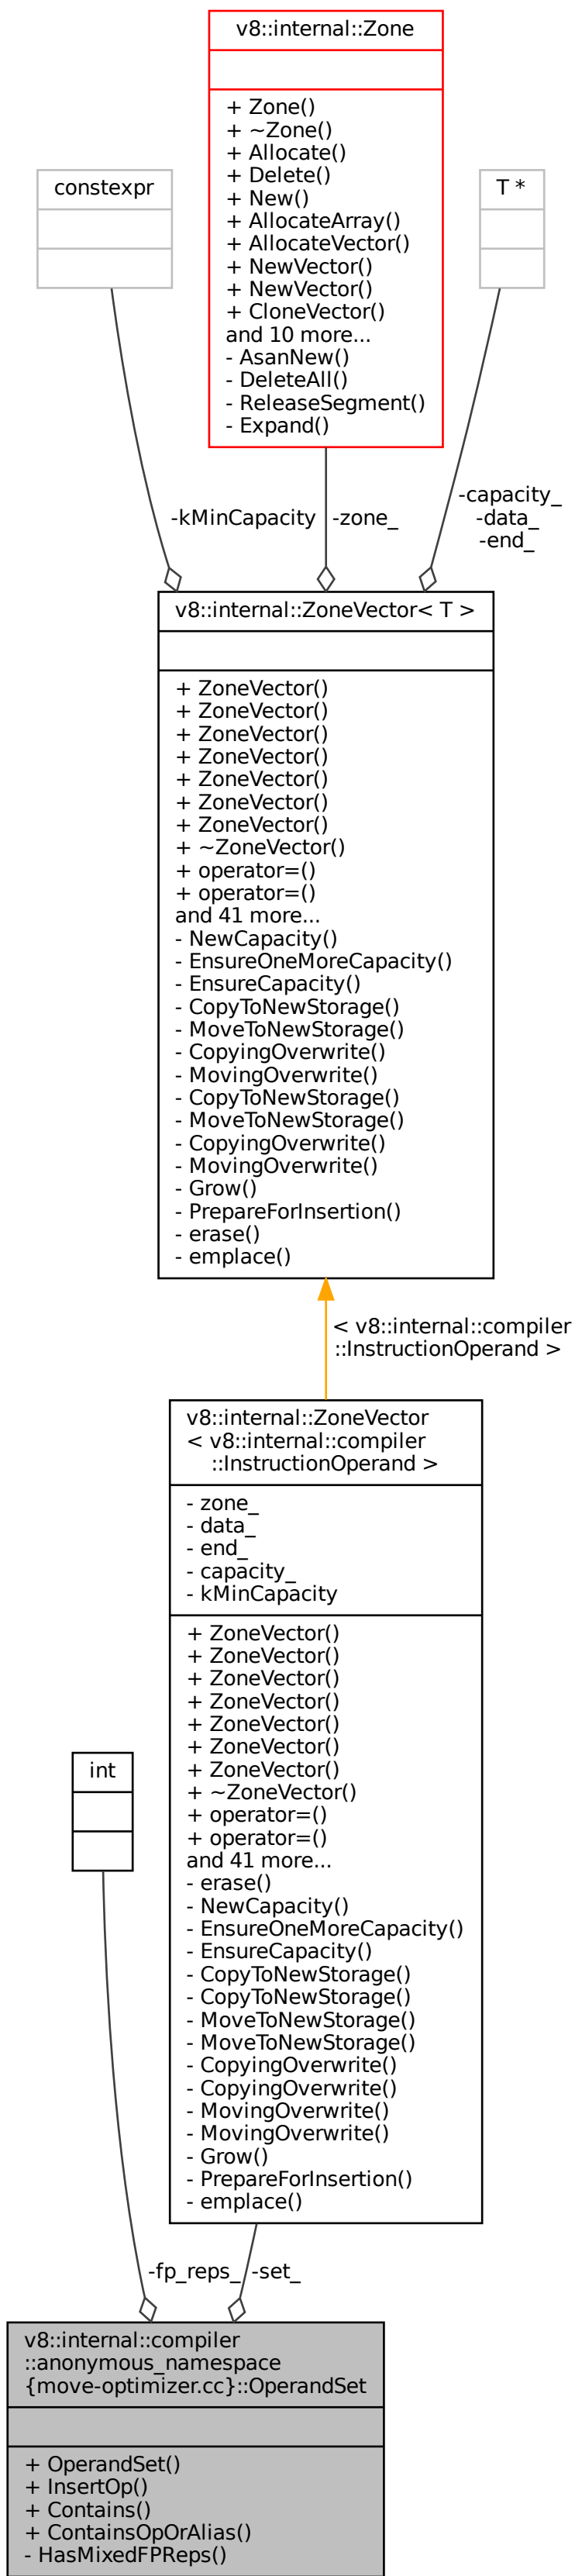 v8::internal::Zone
+ Zone()
+ ~Zone()
+ Allocate()
+ Delete()
+ New()
+ AllocateArray()
+ AllocateVector()
+ NewVector()
+ NewVector()
+ CloneVector()
and 10 more...
- AsanNew()
- DeleteAll()
- ReleaseSegment()
- Expand()
constexpr
T *
-kMinCapacity
-zone_
-capacity_
-data_
-end_
v8::internal::ZoneVector< T >
+ ZoneVector()
+ ZoneVector()
+ ZoneVector()
+ ZoneVector()
+ ZoneVector()
+ ZoneVector()
+ ZoneVector()
+ ~ZoneVector()
+ operator=()
+ operator=()
and 41 more...
- NewCapacity()
- EnsureOneMoreCapacity()
- EnsureCapacity()
- CopyToNewStorage()
- MoveToNewStorage()
- CopyingOverwrite()
- MovingOverwrite()
- CopyToNewStorage()
- MoveToNewStorage()
- CopyingOverwrite()
- MovingOverwrite()
- Grow()
- PrepareForInsertion()
- erase()
- emplace()
< v8::internal::compiler
::InstructionOperand >
v8::internal::ZoneVector
< v8::internal::compiler
::InstructionOperand >
- zone_
- data_
- end_
- capacity_
- kMinCapacity
+ ZoneVector()
+ ZoneVector()
+ ZoneVector()
+ ZoneVector()
+ ZoneVector()
+ ZoneVector()
+ ZoneVector()
+ ~ZoneVector()
+ operator=()
+ operator=()
and 41 more...
- erase()
- NewCapacity()
- EnsureOneMoreCapacity()
- EnsureCapacity()
- CopyToNewStorage()
- CopyToNewStorage()
- MoveToNewStorage()
- MoveToNewStorage()
- CopyingOverwrite()
- CopyingOverwrite()
- MovingOverwrite()
- MovingOverwrite()
- Grow()
- PrepareForInsertion()
- emplace()
int
-fp_reps_
-set_
v8::internal::compiler
::anonymous_namespace
{move-optimizer.cc}::OperandSet
+ OperandSet()
+ InsertOp()
+ Contains()
+ ContainsOpOrAlias()
- HasMixedFPReps()